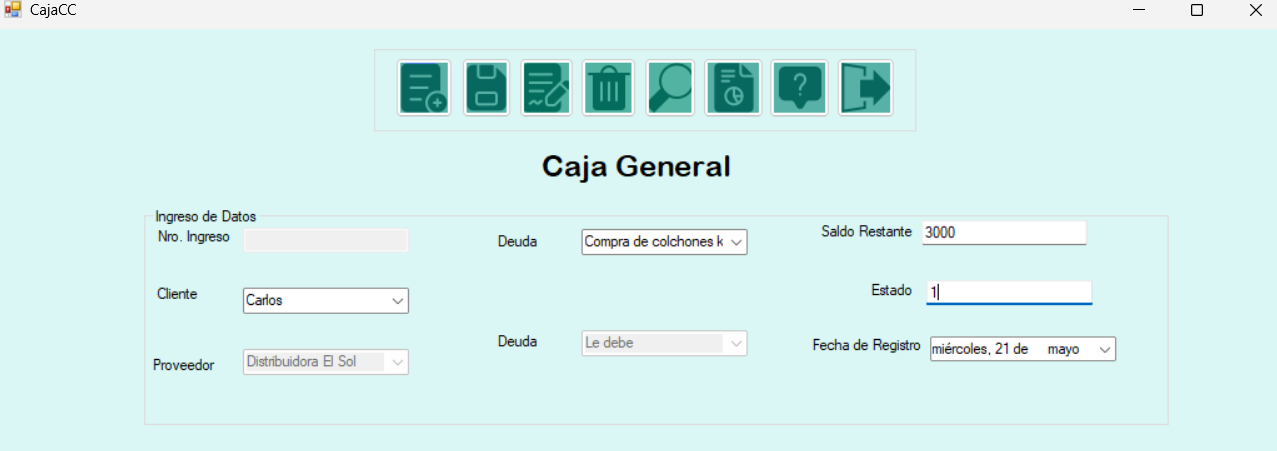 CajaCC
?
Caja General
Ingreso de Datos
Nro. Ingreso
Deuda
Compra de colchones k
Saldo Restante
3000
Cliente
Carlos
Estado
1
Proveedor
Distribuidora El Sol
Deuda
Le debe
Fecha de Registro
miércoles, 21 de mayo